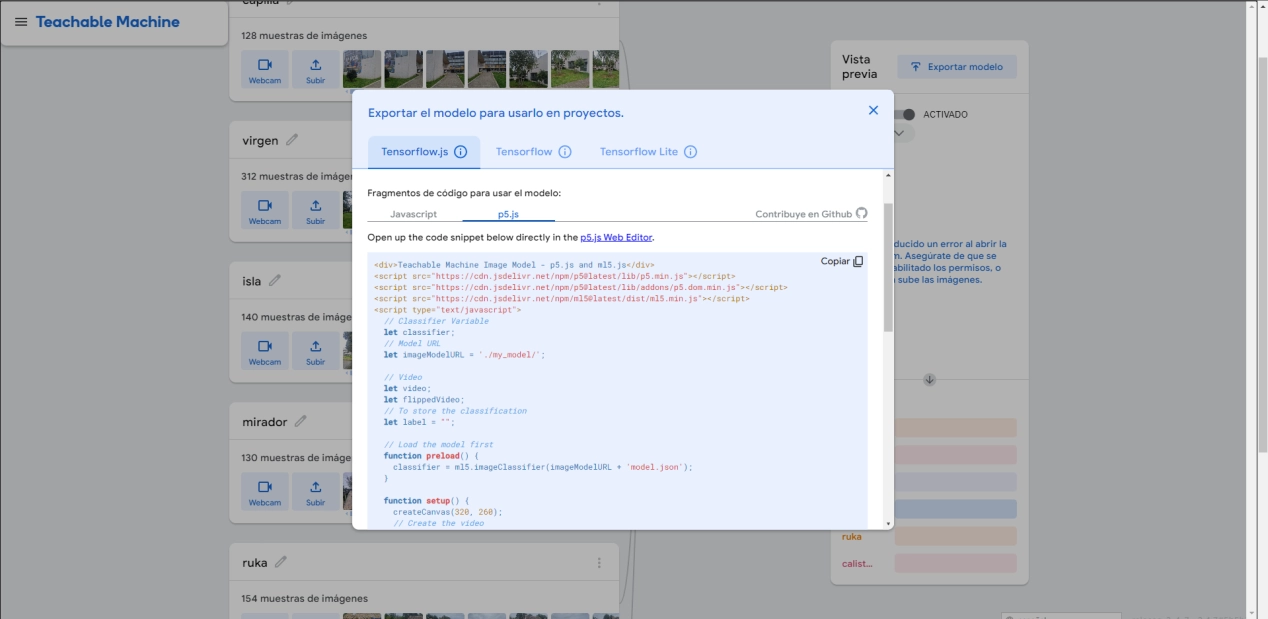 capilla
Teachable Machine
128 muestras de imágenes
Webcam
Subir
virgen
312 muestras de imáge
Webcam
Subir
isla
140 muestras de image
Webcam
Subir
mirador
130 muestras de imáge
Webcam
Subir
ruka
154 muestras de imágenes
Exportar el modelo para usarlo en proyectos.
Tensorflow.js
Tensorflow
Tensorflow Lite
Fragmentos de código para usar el modelo:
Javascript
p5.js
Contribuye en Github
Open up the code snippet below directly in the p5.js Web Editor.
Copiar
<div>Teachable Machine Image Model - p5.js and ml5.js</div>
<script src="https://cdn.jsdelivr.net/npm/p5@latest/lib/p5.min.js"></script>
<script src="https://cdn.jsdelivr.net/npm/p5@latest/lib/addons/p5.dom.min.js"></script>
<script src="https://cdn.jsdelivr.net/npm/ml5@latest/dist/ml5.min.js"></script>
<script type="text/javascript">
// Classifier Variable
let classifier;
// Model URL
let imageModelURL = './my_model/';
// Video
let video;
let flippedVideo;
// To store the classification
let label = "";
// Load the model first
function preload() {
classifier = ml5.imageClassifier(imageModelURL + 'model.json');
}
function setup() {
createCanvas(320, 260);
// Create the video
Vista
previa
Exportar modelo
ACTIVADO
ducido un error al abrir la
m. Asegúrate de que se
abilitado los permisos, o
sube las imágenes.
ruka
calist...